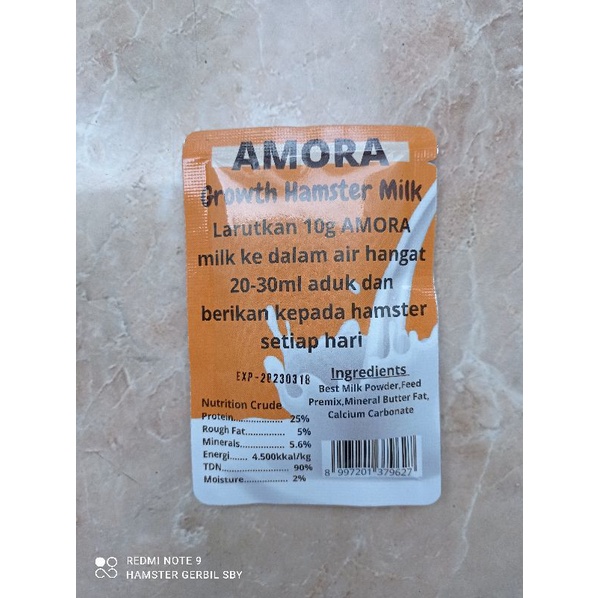 AMORA
Growth Hamster Milk
Larutkan 10g AMORA
milk ke dalam air hangat
20-30ml aduk dan
berikan kepada hamster
setiap hari
EXP-20230318
Ingredients
Best Milk Powder,Feed
Premix,Mineral Butter Fat,
Calcium Carbonate
Nutrition Crude
Protein................. 25%
Rough Fat............. 5%
Minerals............... 5.6%
Energi...... 4.500kkal/kg
TDN..................... 90%
Moisture............... 2%
8 997201 379627
REDMI NOTE 9
HAMSTER GERBIL SBY